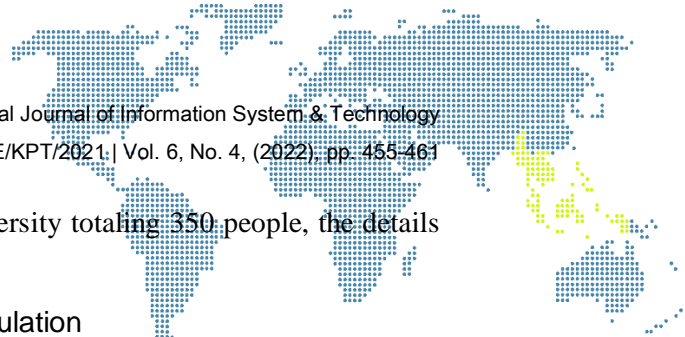 al Journal of Information System & Technology
E/KPT/2021 | Vol. 6, No. 4, (2022), pp. 455-461
ersity totaling 350 people, the details
ulation